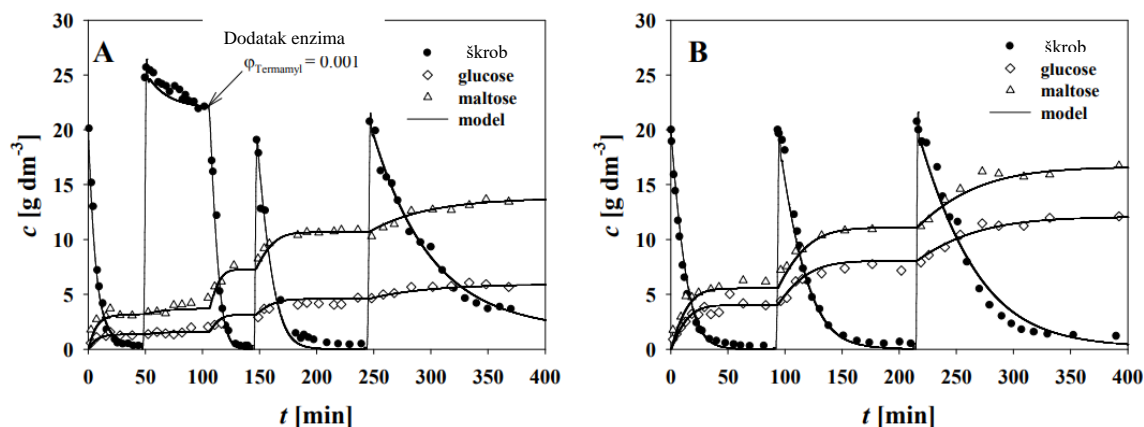 A
Dodatak enzima
φTermamyl = 0.001
škrob
glucose
maltose
model
30
25
20
15
10
5
0
c [g dm-3]
0 50 100 150 200 250 300 350 400
t [min]
B
škrob
glucose
maltose
model
30
25
20
15
10
5
0
c [g dm-3]
0 50 100 150 200 250 300 350 400
t [min]